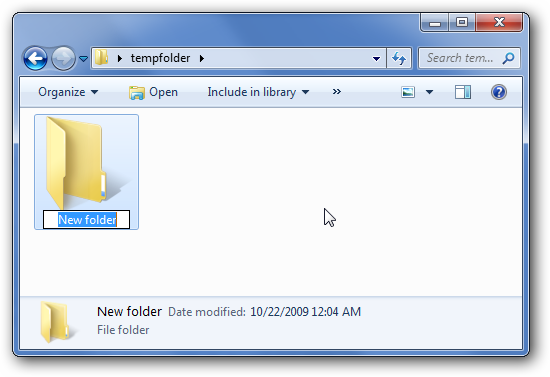 tempfolder
Search tem...
Organize Open Include in library »
New folder
New folder Date modified: 10/22/2009 12:04 AM
File folder